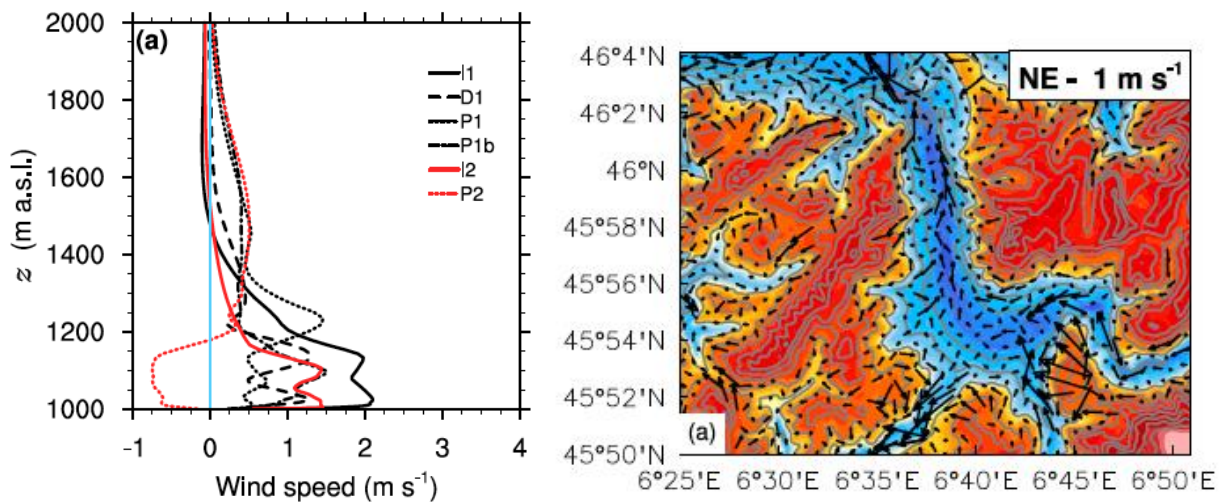 2000
1800
1600
1400
1200
1000
z (m a.s.l.)
(a)
I1
D1
P1
P1b
I2
P2
-1 0 1 2 3 4
Wind speed (m s⁻¹)
NE - 1 m s⁻¹
46°4'N
46°2'N
46°N
45°58'N
45°56'N
45°54'N
45°52'N
45°50'N
(a)
6°25'E 6°30'E 6°35'E 6°40'E 6°45'E 6°50'E